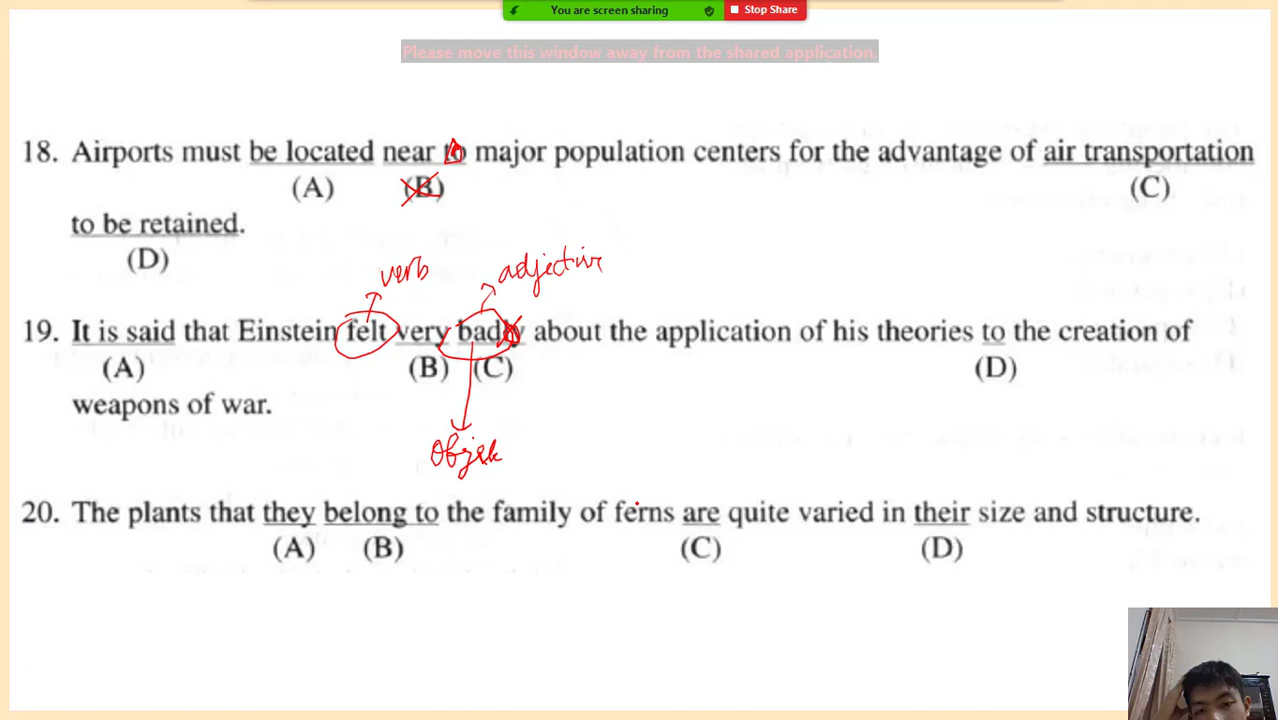 You are screen sharing Stop Share
Please move this window away from the shared application.
18. Airports must be located near to major population centers for the advantage of air transportation
(A) (B) (C)
to be retained.
(D)
verb adjective
19. It is said that Einstein felt very badly about the application of his theories to the creation of
(A) (B) (C) (D)
weapons of war.
Objek
20. The plants that they belong to the family of ferns are quite varied in their size and structure.
(A) (B) (C) (D)